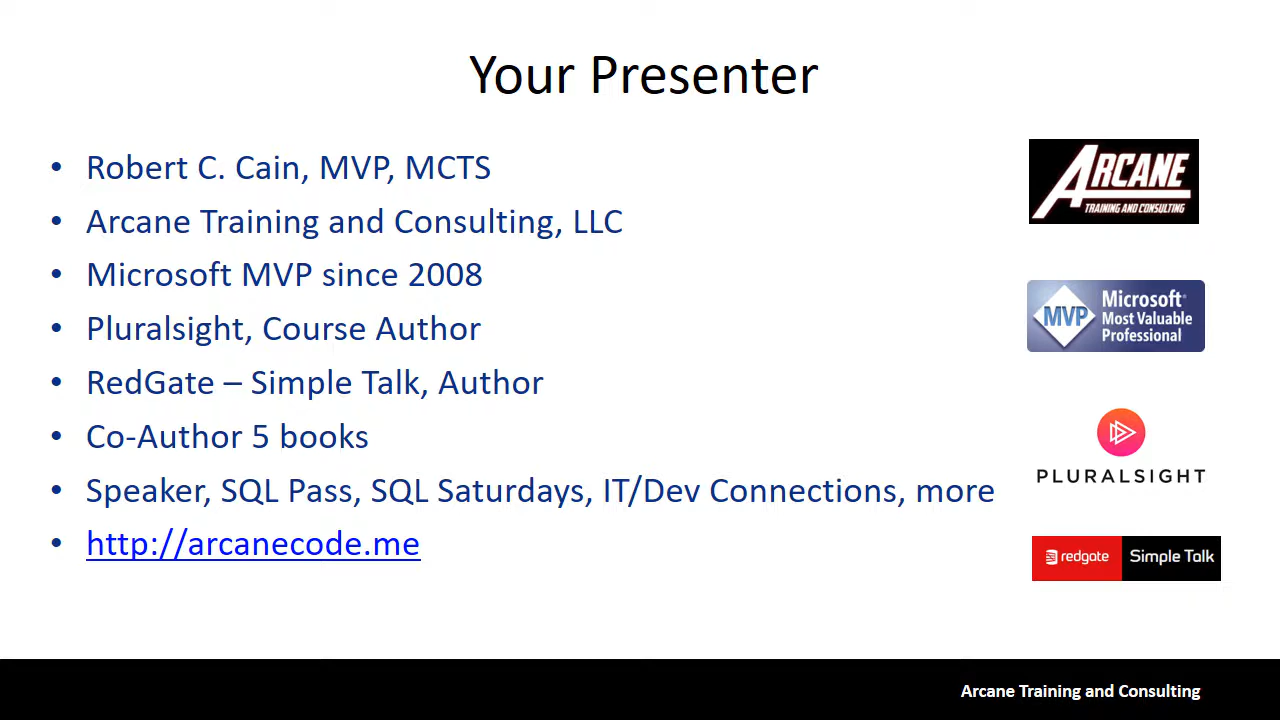 Your Presenter
• Robert C. Cain, MVP, MCTS
• Arcane Training and Consulting, LLC
• Microsoft MVP since 2008
• Pluralsight, Course Author
• RedGate – Simple Talk, Author
• Co-Author 5 books
• Speaker, SQL Pass, SQL Saturdays, IT/Dev Connections, more
• http://arcanecode.me
ARCANE
TRAINING AND CONSULTING
MVP
Microsoft®
Most Valuable
Professional
PLURALSIGHT
redgate Simple Talk
Arcane Training and Consulting